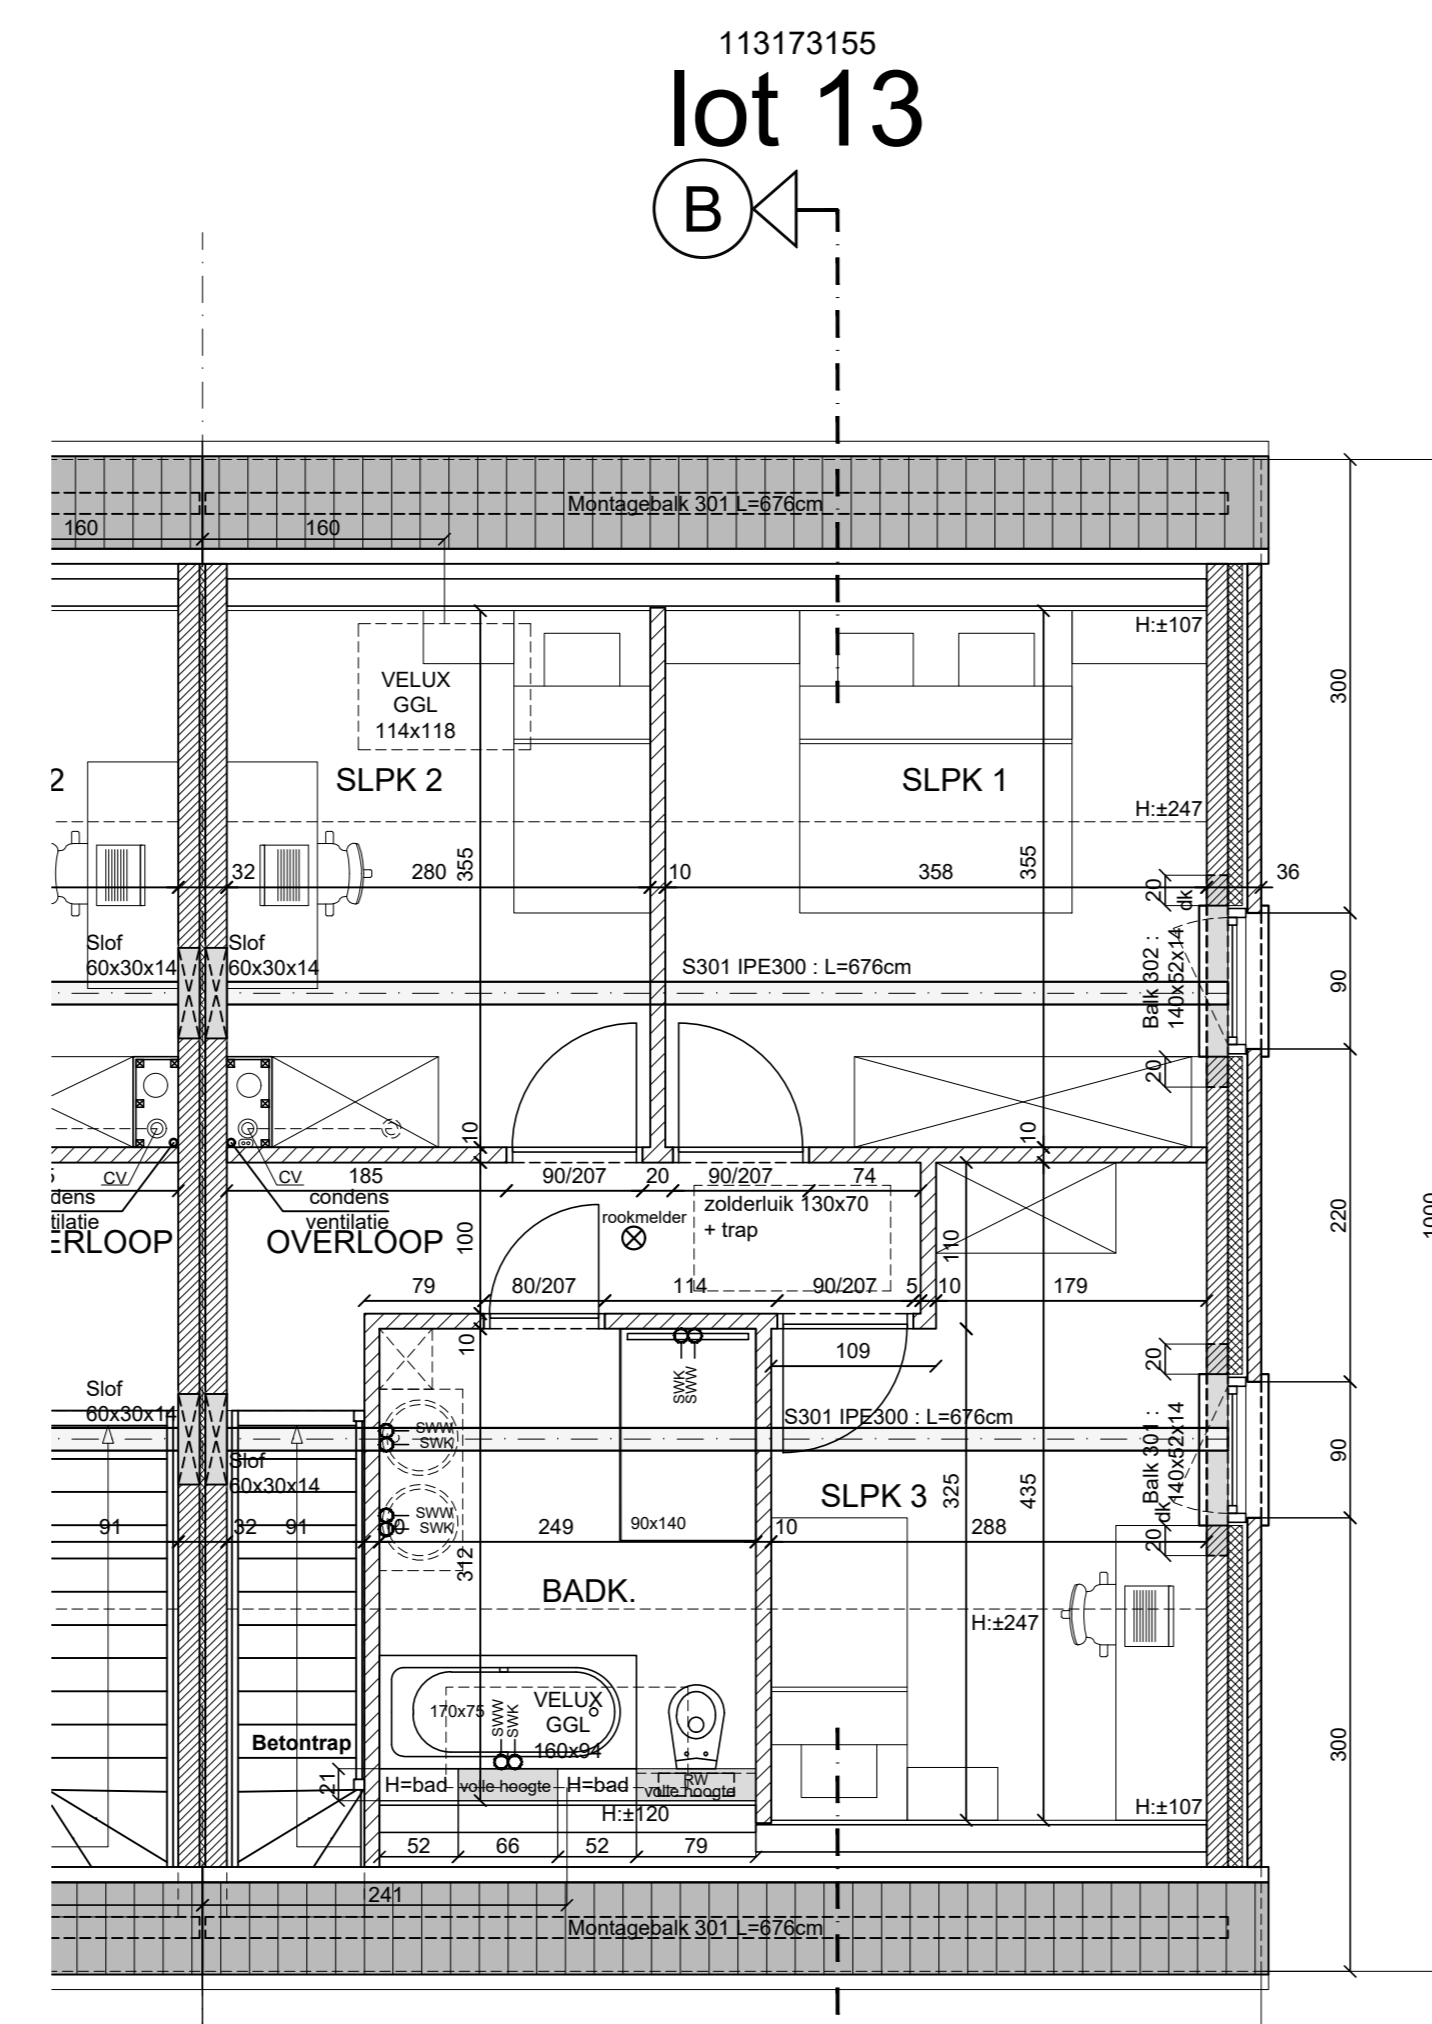 113173155
lot 13
B
Montagebalk 301 L=676cm
160
160
H:±107
VELUX
GGL
114x118
300
2
SLPK 2
SLPK 1
H:±247
32
280
355
10
358
355
36
20
dk
Slof
60x30x14
Slof
60x30x14
S301 IPE300 : L=676cm
Balk 302 :
140x52x14
90
20
10
10
CV
CV
185
90/207
20
90/207
74
condens
ventilatie
dens
tilatie
ERLOOP
OVERLOOP
100
rookmelder
zolderluik 130x70
+ trap
110
220
1000
79
80/207
114
90/207
5
10
179
10
109
20
SWK
SWW
Slof
60x30x14
SWW
SWK
S301 IPE300 : L=676cm
Balk 301 :
140x52x14
90
Slof
60x30x14
SLPK 3
325
435
91
32
91
10
SWW
SWK
249
90x140
10
288
20
dk
312
BADK.
H:±247
170x75
SWW
SWK
VELUX
GGL
160x94
Betontrap
21
H=bad
volle hoogte
H=bad
RW
volle hoogte
H:±120
H:±107
300
52
66
52
79
241
Montagebalk 301 L=676cm